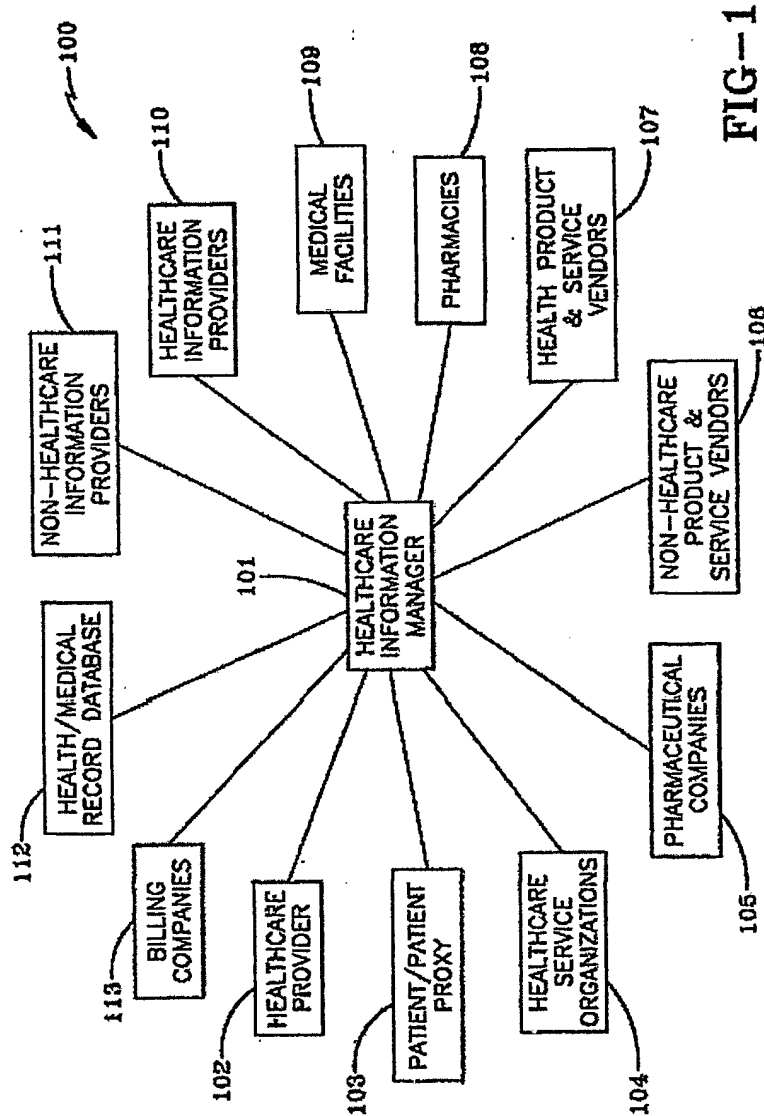 100
112
HEALTH/MEDICAL
RECORD DATABASE
NON-HEALTHCARE
INFORMATION
PROVIDERS
111
113
BILLING
COMPANIES
HEALTHCARE
INFORMATION
PROVIDERS
110
102
HEALTHCARE
PROVIDER
101
HEALTHCARE
INFORMATION
MANAGER
MEDICAL
FACILITIES
109
103
PATIENT/PATIENT
PROXY
PHARMACIES
108
104
HEALTHCARE
SERVICE
ORGANIZATIONS
HEALTH PRODUCT
& SERVICE
VENDORS
107
105
PHARMACEUTICAL
COMPANIES
NON-HEALTHCARE
PRODUCT &
SERVICE VENDORS
106
FIG-1